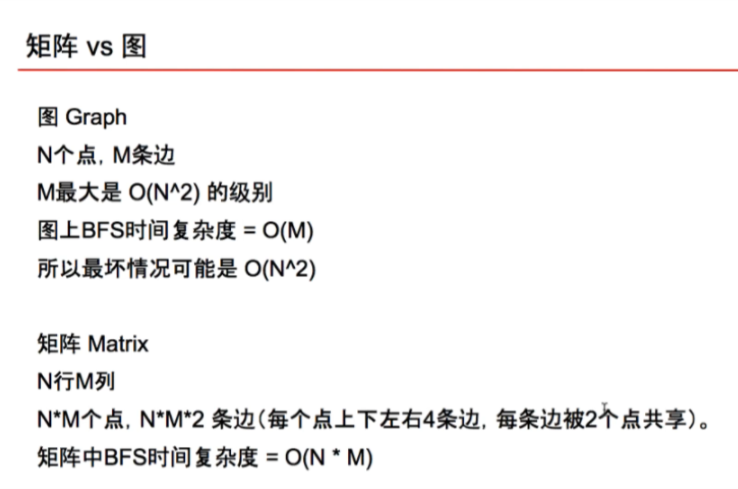 矩阵 vs 图
图 Graph
N个点, M条边
M最大是 O(N^2) 的级别
图上BFS时间复杂度 = O(M)
所以最坏情况可能是 O(N^2)
矩阵 Matrix
N行M列
N*M个点, N*M*2 条边(每个点上下左右4条边, 每条边被2个点共享)。
矩阵中BFS时间复杂度 = O(N * M)